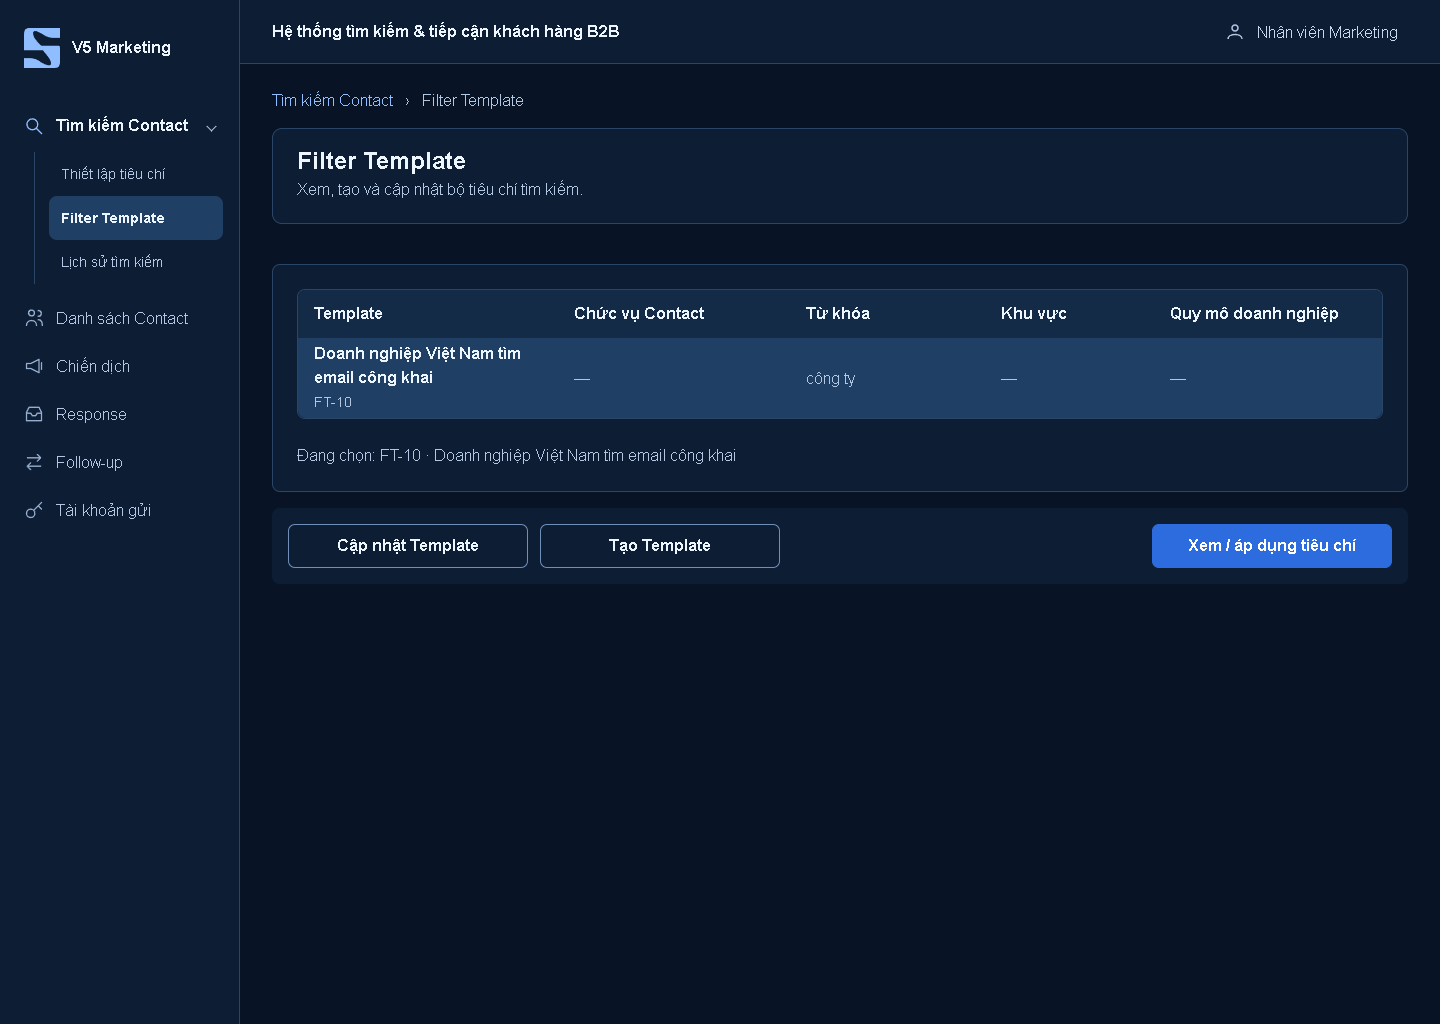 V5 Marketing
Hệ thống tìm kiếm & tiếp cận khách hàng B2B
Nhân viên Marketing
Tìm kiếm Contact
Thiết lập tiêu chí
Filter Template
Lịch sử tìm kiếm
Danh sách Contact
Chiến dịch
Response
Follow-up
Tài khoản gửi
Tìm kiếm Contact › Filter Template
Filter Template
Xem, tạo và cập nhật bộ tiêu chí tìm kiếm.
Template Chức vụ Contact Từ khóa Khu vực Quy mô doanh nghiệp
Doanh nghiệp Việt Nam tìm
email công khai
FT-10
— công ty — —
Đang chọn: FT-10 · Doanh nghiệp Việt Nam tìm email công khai
Cập nhật Template Tạo Template Xem / áp dụng tiêu chí